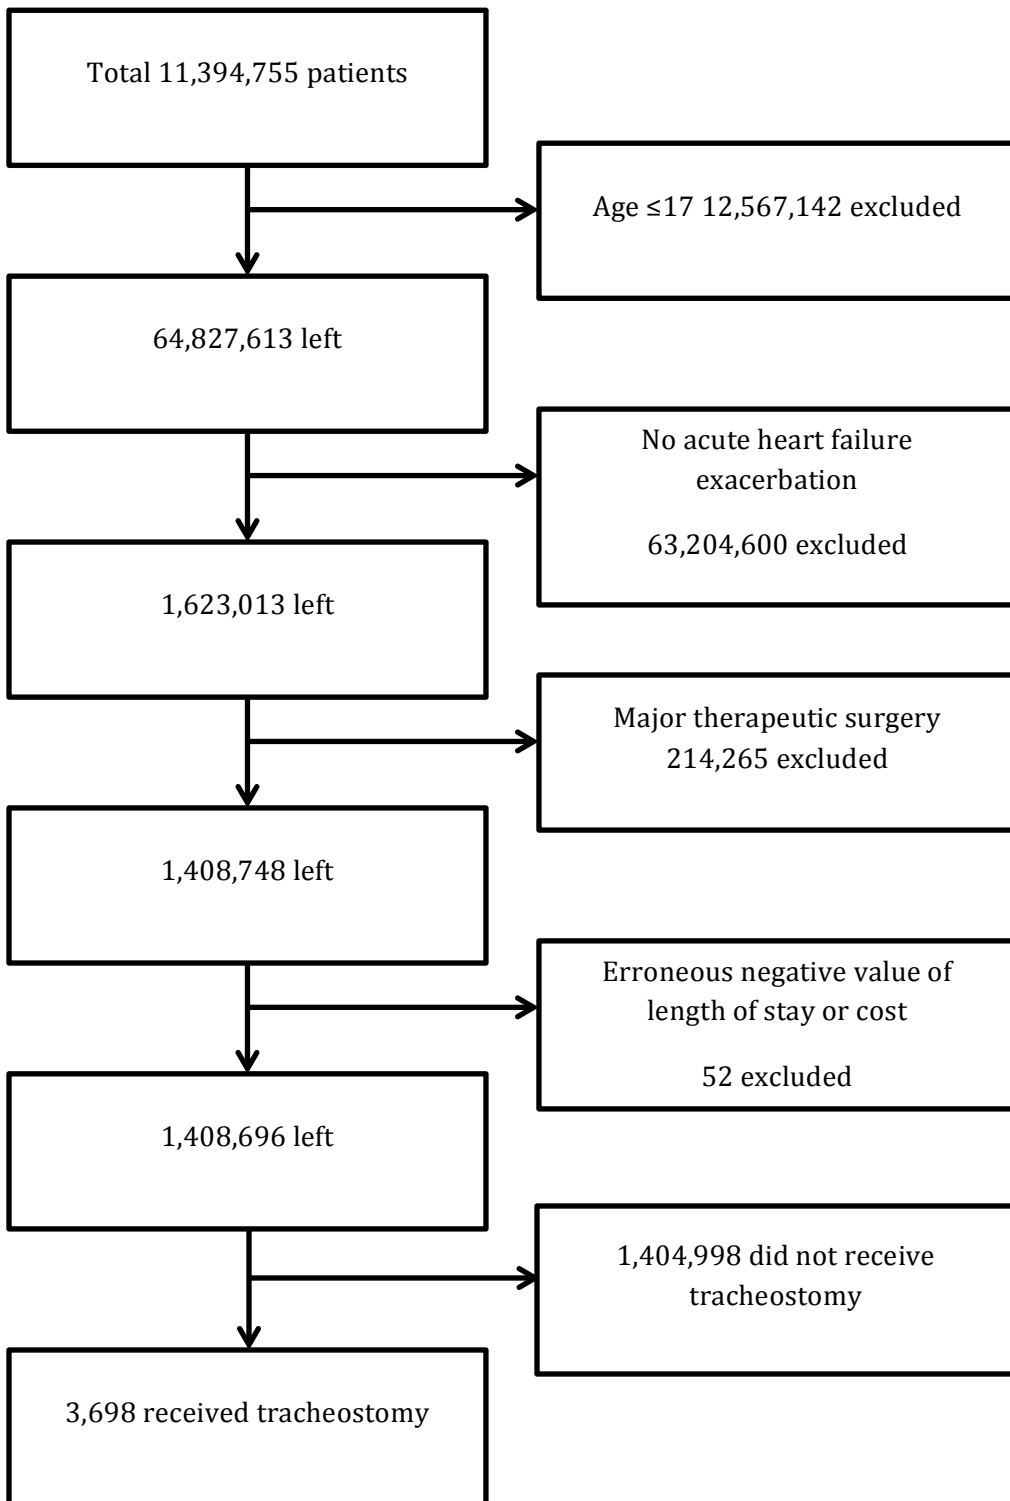 Total 11,394,755 patients
Age ≤17 12,567,142 excluded
64,827,613 left
No acute heart failure
exacerbation
63,204,600 excluded
1,623,013 left
Major therapeutic surgery
214,265 excluded
1,408,748 left
Erroneous negative value of
length of stay or cost
52 excluded
1,408,696 left
1,404,998 did not receive
tracheostomy
3,698 received tracheostomy